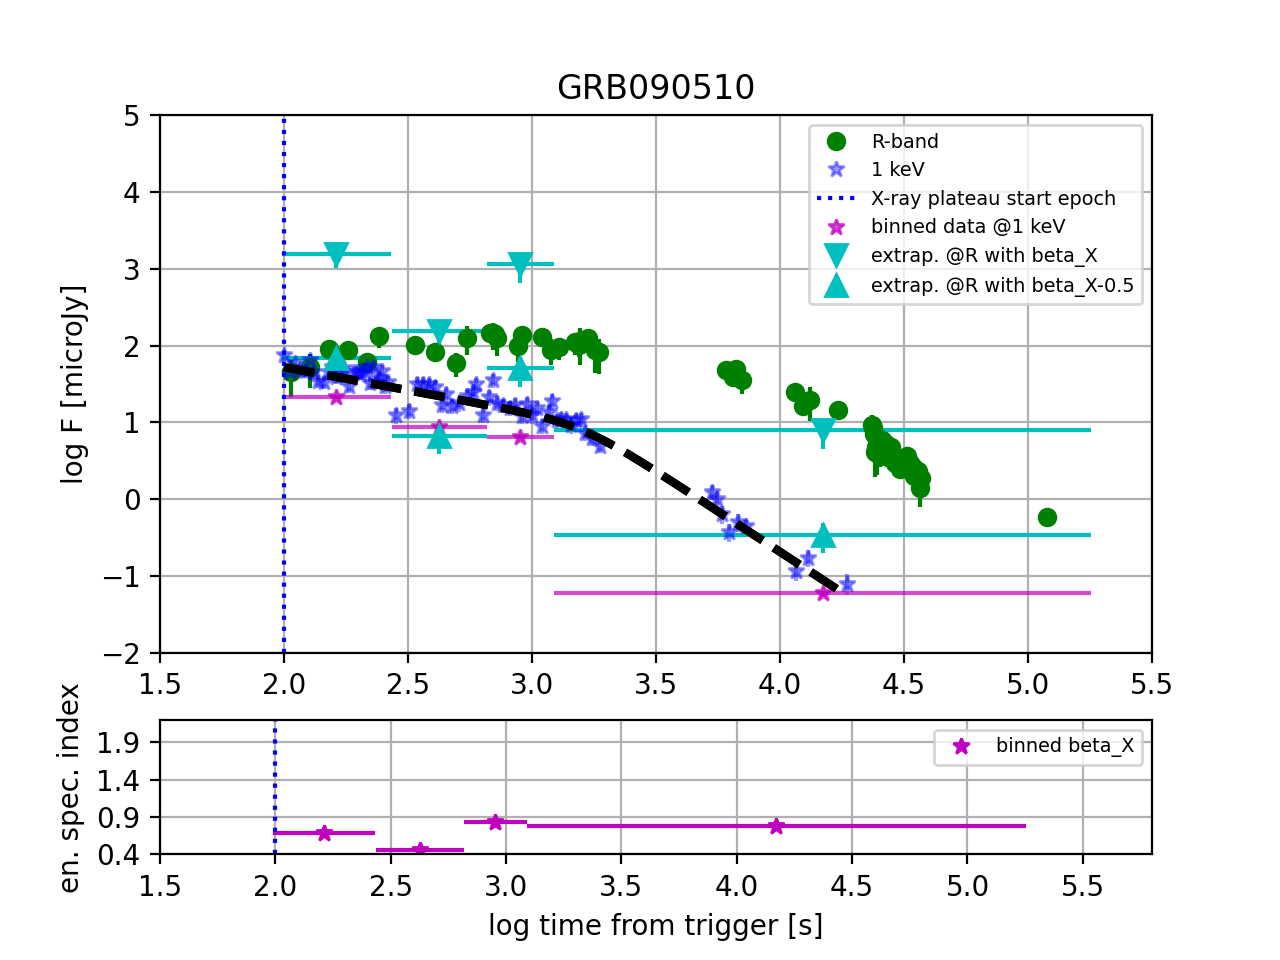 GRB090510
5
4
3
2
1
0
−1
−2
log F [microJy]
R-band
1 keV
X-ray plateau start epoch
binned data @1 keV
extrap. @R with beta_X
extrap. @R with beta_X-0.5
1.5 2.0 2.5 3.0 3.5 4.0 4.5 5.0 5.5
1.9
1.4
0.9
0.4
en. spec. index
binned beta_X
1.5 2.0 2.5 3.0 3.5 4.0 4.5 5.0 5.5
log time from trigger [s]